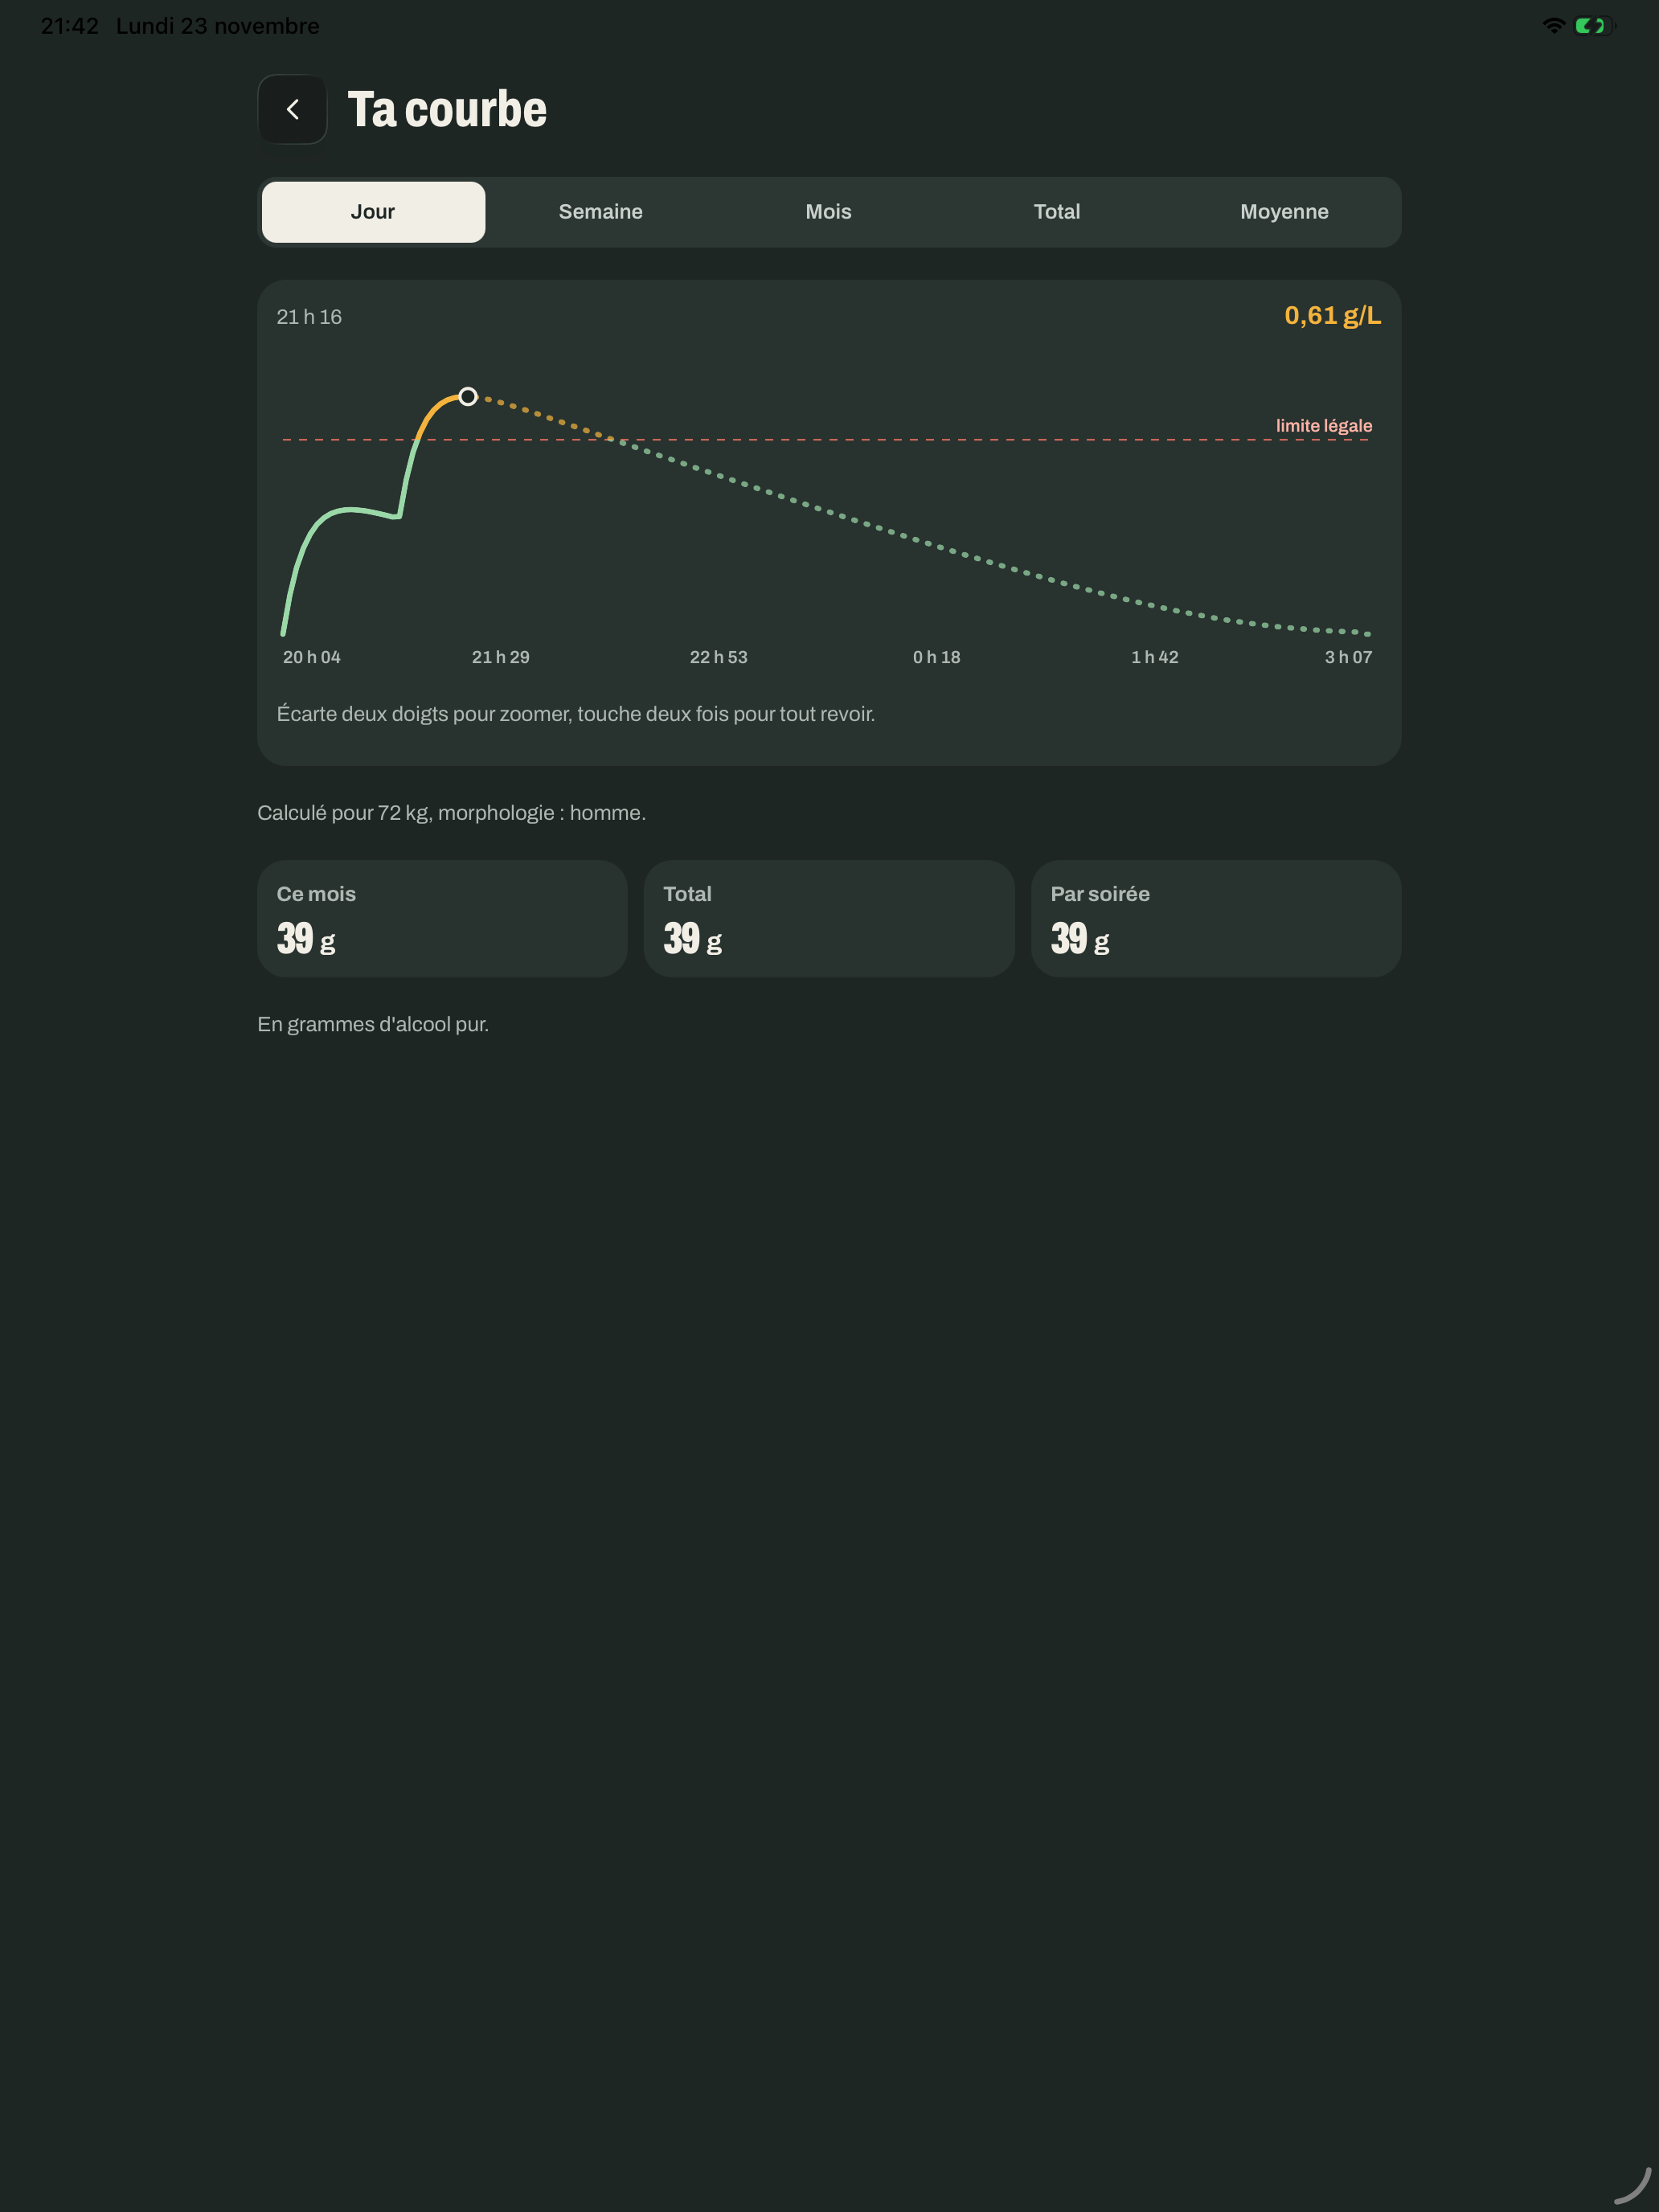 21:42 Lundi 23 novembre
Ta courbe
Jour Semaine Mois Total Moyenne
21 h 16 0,61 g/L
limite légale
20 h 04 21 h 29 22 h 53 0 h 18 1 h 42 3 h 07
Écarte deux doigts pour zoomer, touche deux fois pour tout revoir.
Calculé pour 72 kg, morphologie : homme.
Ce mois Total Par soirée
39 g 39 g 39 g
En grammes d'alcool pur.